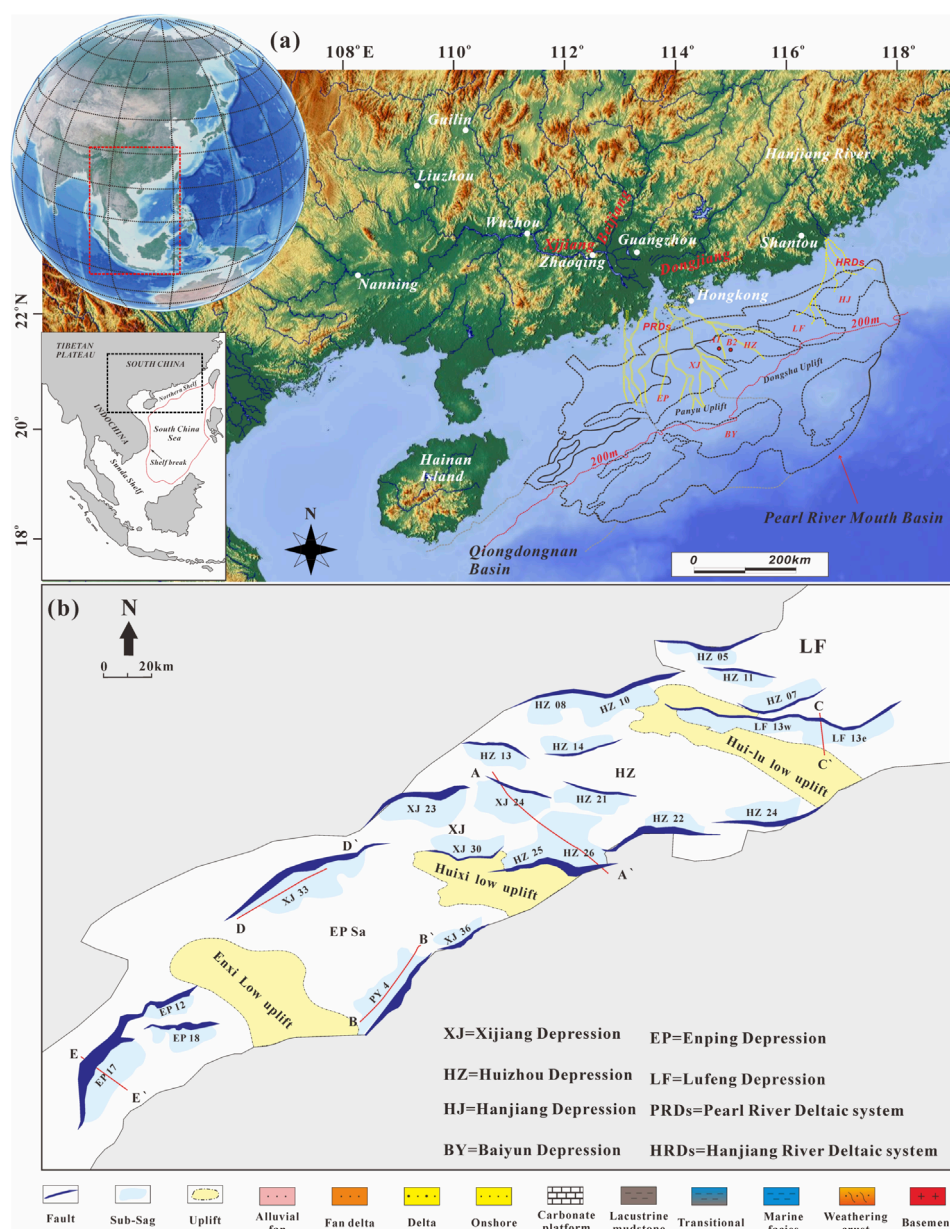 (a)
108°E
110°
112°
114°
116°
118°
Guilin
Liuzhou
Hanjiang River
Wuzhou
Xijiang
Beijiang
Zhaoqing
Guangzhou
Shantou
Dongjiang
Nanning
Hongkong
HRDs
HJ
22°N
20°
18°
PRDs
LF
200m
B2
HZ
XJ
Dongsha Uplift
EP
Panyu Uplift
BY
200m
Hainan
Island
N
Pearl River Mouth Basin
Qiongdongnan
Basin
0
200km
TIBETAN
PLATEAU
SOUTH CHINA
Northern Shelf
INDOCHINA
South China
Sea
Shelf break
Sunda Shelf
(b)
N
0
20km
LF
HZ 05
HZ 11
HZ 07
HZ 08
HZ 10
C
LF 13w
LF 13e
C`
Hui-lu low uplift
HZ 13
HZ 14
HZ
A
XJ 24
HZ 21
XJ 23
HZ 24
HZ 22
XJ
XJ 30
HZ 25
HZ 26
A`
D`
Huixi low uplift
XJ 33
D
EP Sa
B`
XJ 36
Enxi Low uplift
PY 4
B
EP 12
EP 18
E
EP 17
E`
XJ=Xijiang Depression
EP=Enping Depression
HZ=Huizhou Depression
LF=Lufeng Depression
HJ=Hanjiang Depression
PRDs=Pearl River Deltaic system
BY=Baiyun Depression
HRDs=Hanjiang River Deltaic system
Fault
Sub-Sag
Uplift
Alluvial
Fan delta
Delta
Onshore
Carbonate
platform
Lacustrine
mudstone
Transitional
Marine
facies
Weathering
crust